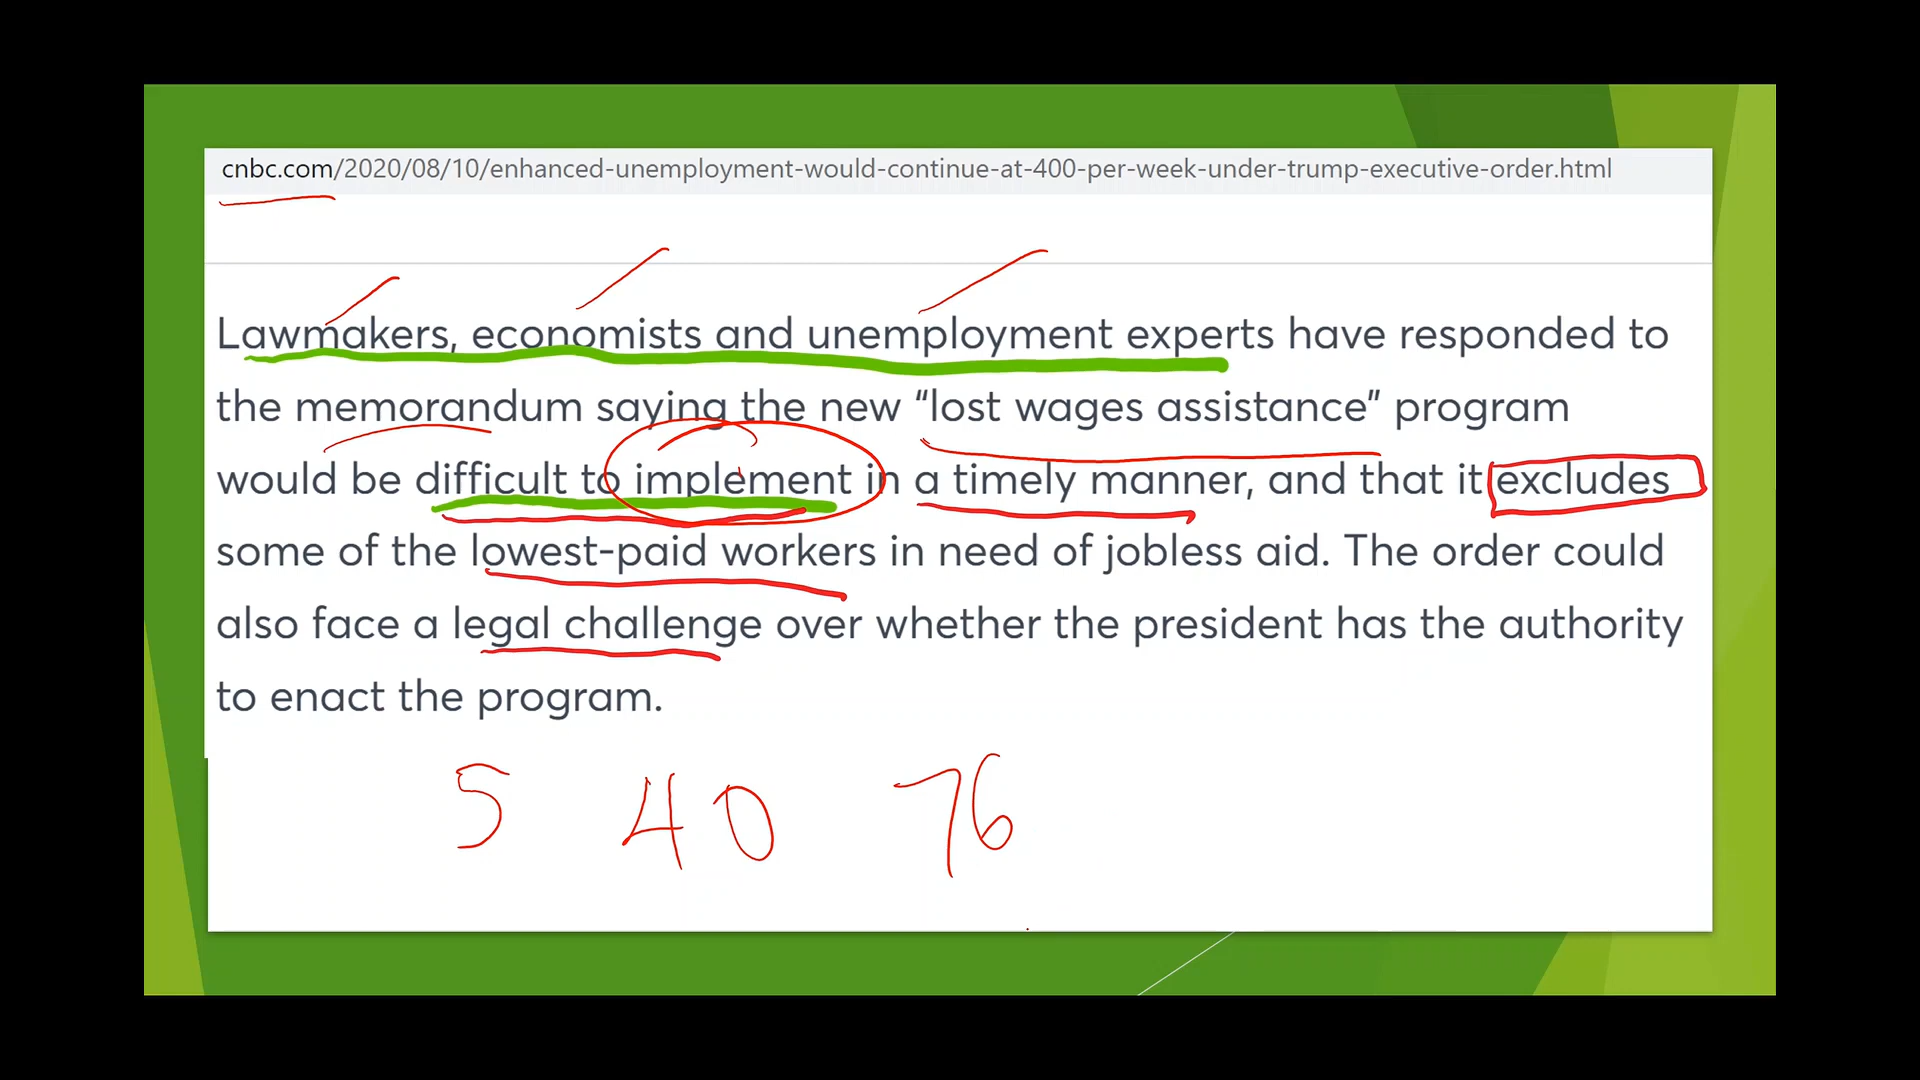 cnbc.com/2020/08/10/enhanced-unemployment-would-continue-at-400-per-week-under-trump-executive-order.html
Lawmakers, economists and unemployment experts have responded to
the memorandum saying the new “lost wages assistance” program
would be difficult to implement in a timely manner, and that it excludes
some of the lowest-paid workers in need of jobless aid. The order could
also face a legal challenge over whether the president has the authority
to enact the program.
5 40 76